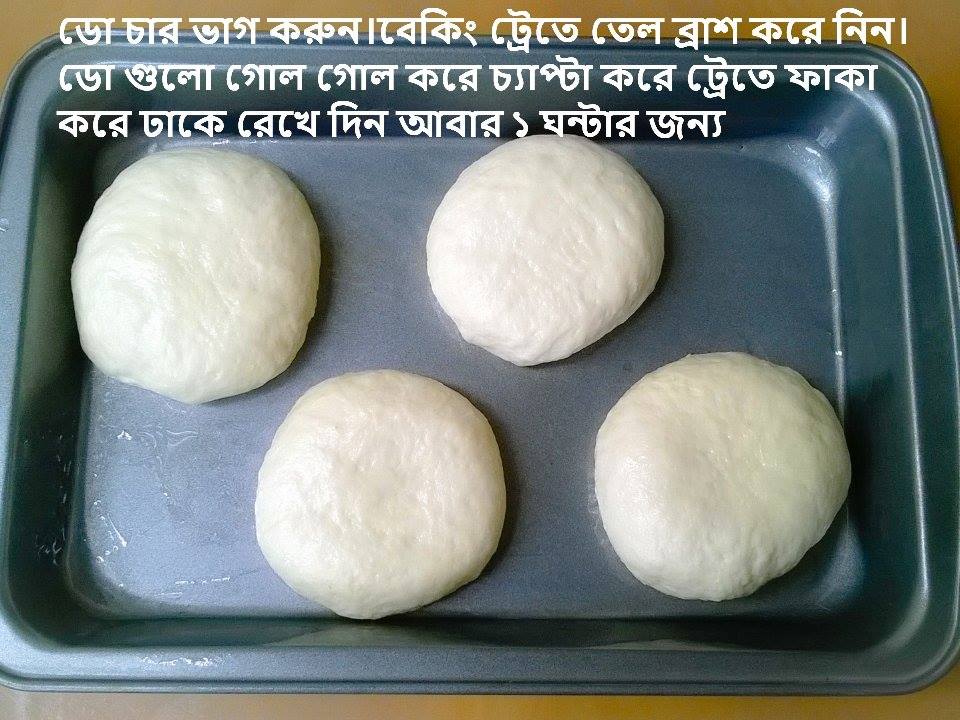 ডো চার ভাগ করুন।বেকিং ট্রেতে তেল ব্রাশ করে নিন।
ডো গুলো গোল গোল করে চ্যাপ্টা করে ট্রেতে ফাকা
করে ঢাকে রেখে দিন আবার ১ ঘন্টার জন্য